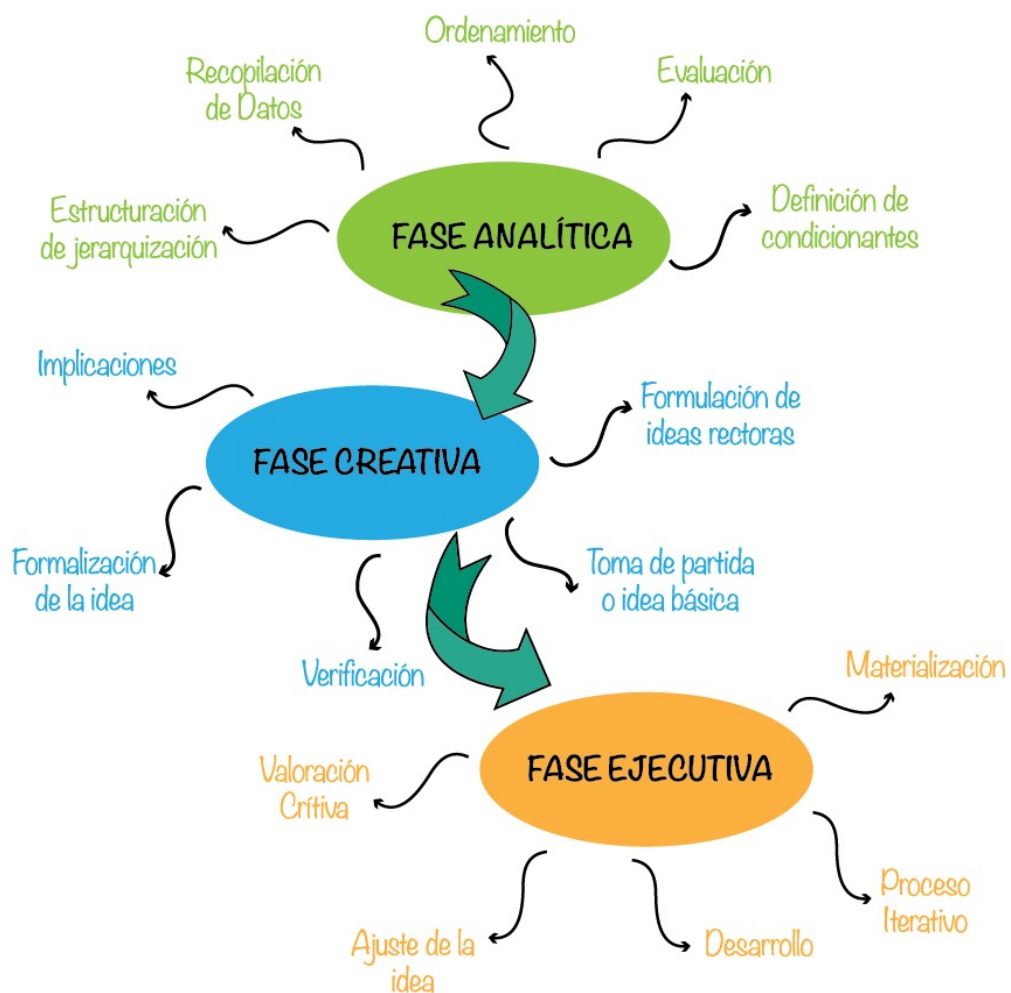 Ordenamiento
Recopilación
de Datos
Evaluación
Estructuración
de jerarquización
FASE ANALÍTICA
Definición de
condicionantes
Implicaciones
Formulación de
ideas rectoras
FASE CREATIVA
Formalización
de la idea
Toma de partida
o idea básica
Verificación
Materialización
Valoración
Crítiva
FASE EJECUTIVA
Proceso
Iterativo
Ajuste de la
idea
Desarrollo